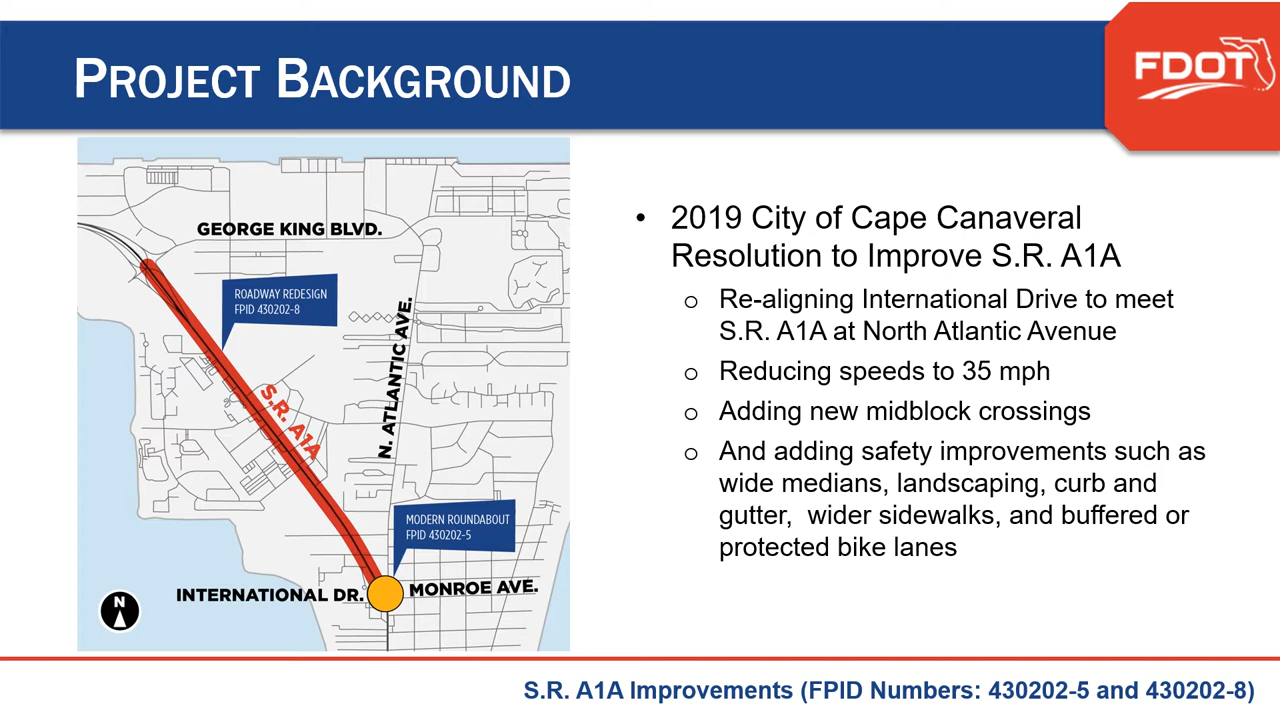 PROJECT BACKGROUND
FDOT
GEORGE KING BLVD.
ROADWAY REDESIGN
FPID 430202-8
N. ATLANTIC AVE.
S.R. A1A
MODERN ROUNDABOUT
FPID 430202-5
INTERNATIONAL DR.
MONROE AVE.
N
• 2019 City of Cape Canaveral
Resolution to Improve S.R. A1A
o Re-aligning International Drive to meet
S.R. A1A at North Atlantic Avenue
o Reducing speeds to 35 mph
o Adding new midblock crossings
o And adding safety improvements such as
wide medians, landscaping, curb and
gutter,  wider sidewalks, and buffered or
protected bike lanes
S.R. A1A Improvements (FPID Numbers: 430202-5 and 430202-8)